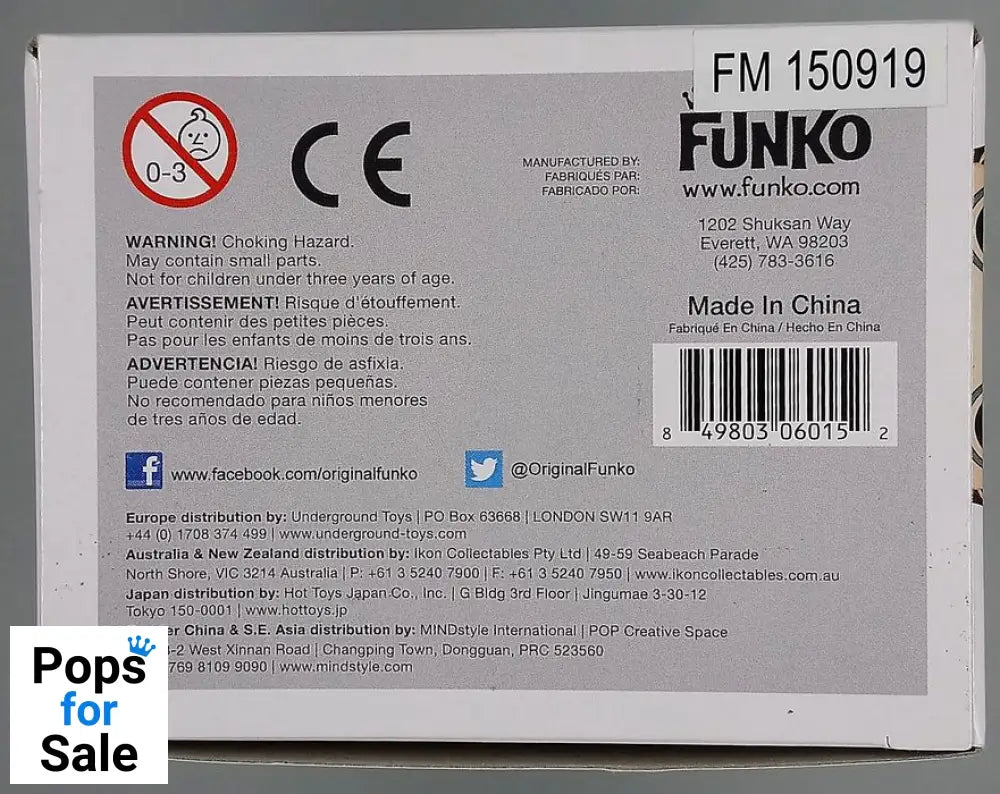 FM 150919
0-3
CE
MANUFACTURED BY:
FABRIQUÉS PAR:
FABRICADO POR:
FUNKO
www.funko.com
1202 Shuksan Way
Everett, WA 98203
(425) 783-3616
WARNING! Choking Hazard.
May contain small parts.
Not for children under three years of age.
AVERTISSEMENT! Risque d'étouffement.
Peut contenir des petites pièces.
Pas pour les enfants de moins de trois ans.
ADVERTENCIA! Riesgo de asfixia.
Puede contener piezas pequeñas.
No recomendado para niños menores
de tres años de edad.
Made In China
Fabriqué En China / Hecho En China
8 49803 06015 2
f www.facebook.com/originalfunko
@OriginalFunko
Europe distribution by: Underground Toys | PO Box 63668 | LONDON SW11 9AR
+44 (0) 1708 374 499 | www.underground-toys.com
Australia & New Zealand distribution by: Ikon Collectables Pty Ltd | 49-59 Seabeach Parade
North Shore, VIC 3214 Australia | P: +61 3 5240 7900 | F: +61 3 5240 7950 | www.ikoncollectables.com.au
Japan distribution by: Hot Toys Japan Co., Inc. | G Bldg 3rd Floor | Jingumae 3-30-12
Tokyo 150-0001 | www.hottoys.jp
China & S.E. Asia distribution by: MINDstyle International | POP Creative Space
-2 West Xinnan Road | Changping Town, Dongguan, PRC 523560
769 8109 9090 | www.mindstyle.com
Pops
for
Sale